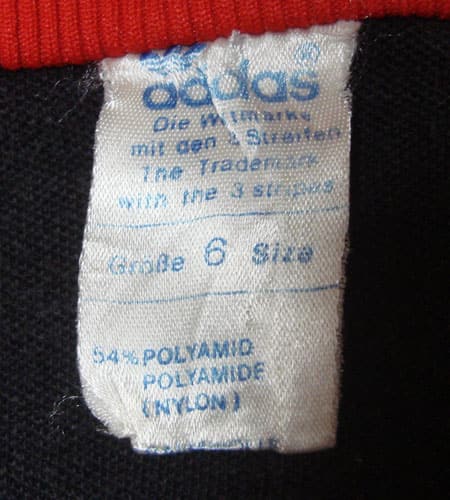 adidas ®
Die Weltmarke
mit den 3 Streifen
The Trademark
with the 3 stripes
Größe 6 Size
54% POLYAMID
POLYAMIDE
(NYLON)